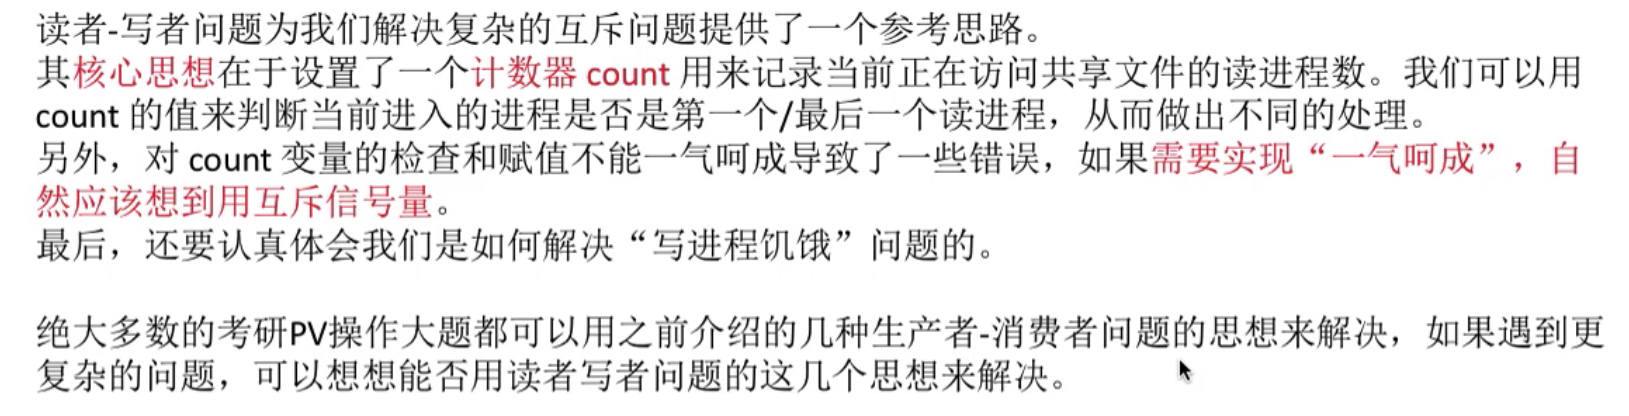 读者-写者问题为我们解决复杂的互斥问题提供了一个参考思路。
其核心思想在于设置了一个计数器 count 用来记录当前正在访问共享文件的读进程数。我们可以用
count 的值来判断当前进入的进程是否是第一个/最后一个读进程，从而做出不同的处理。
另外，对 count 变量的检查和赋值不能一气呵成导致了一些错误，如果需要实现“一气呵成”，自
然应该想到用互斥信号量。
最后，还要认真体会我们是如何解决“写进程饥饿”问题的。
绝大多数的考研PV操作大题都可以用之前介绍的几种生产者-消费者问题的思想来解决，如果遇到更
复杂的问题，可以想想能否用读者写者问题的这几个思想来解决。